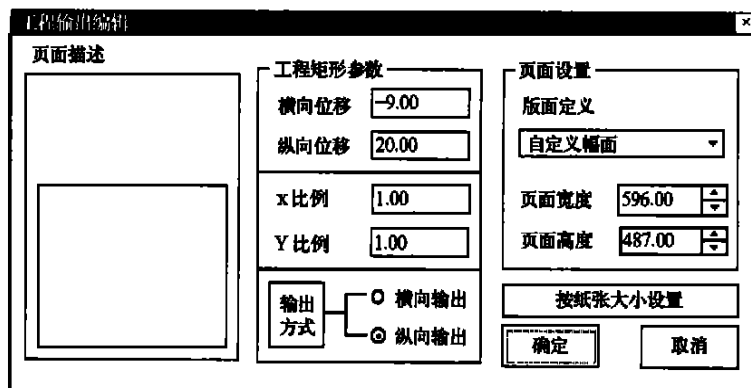 工程输出编辑
页面描述
工程矩形参数
横向位移 -9.00
纵向位移 20.00
x 比例 1.00
Y 比例 1.00
输出
方式
横向输出
纵向输出
页面设置
版面定义
自定义幅面
页面宽度 596.00
页面高度 487.00
按纸张大小设置
确定
取消